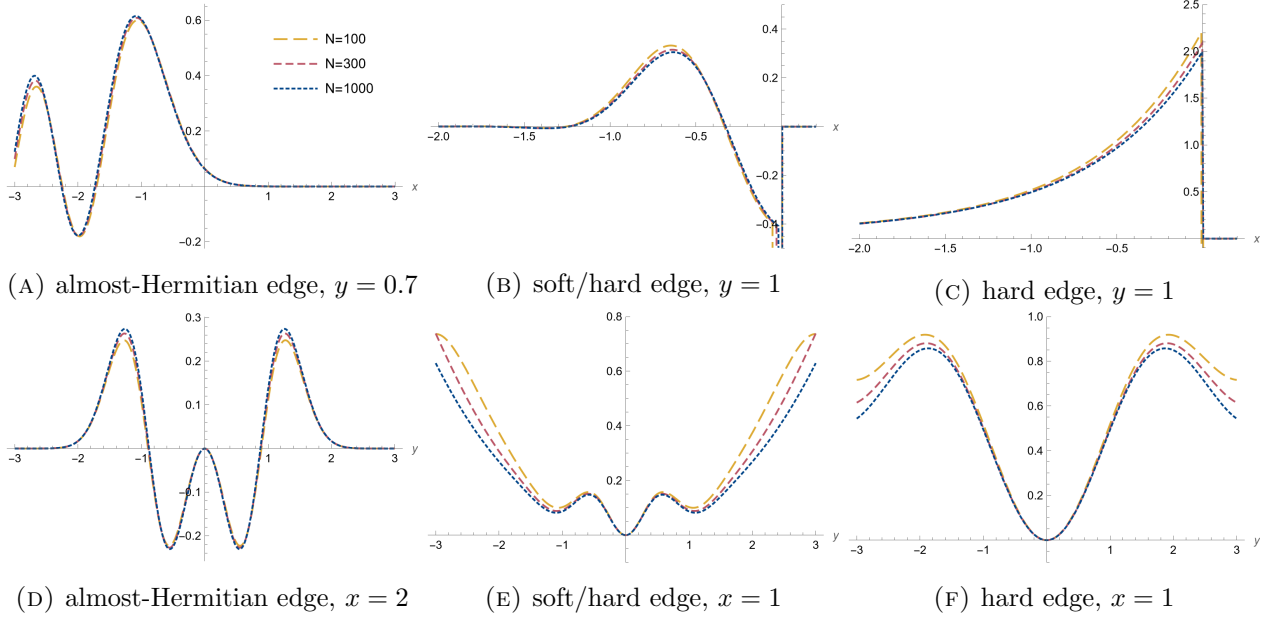 0.6
0.4
0.2
-3 -2 -1 0 1 2 3 x
-0.2
N=100
N=300
N=1000
(A) almost-Hermitian edge, y = 0.7
0.4
0.2
-2.0 -1.5 -1.0 -0.5 x
-0.2
-0.4
(B) soft/hard edge, y = 1
2.5
2.0
1.5
1.0
0.5
-2.0 -1.5 -1.0 -0.5 x
(C) hard edge, y = 1
0.3
0.2
0.1
-3 -2 -1 0 1 2 3 y
-0.1
-0.2
(D) almost-Hermitian edge, x = 2
0.8
0.6
0.4
0.2
-3 -2 -1 0 1 2 3 y
(E) soft/hard edge, x = 1
1.0
0.8
0.6
0.4
0.2
-3 -2 -1 0 1 2 3 y
(F) hard edge, x = 1